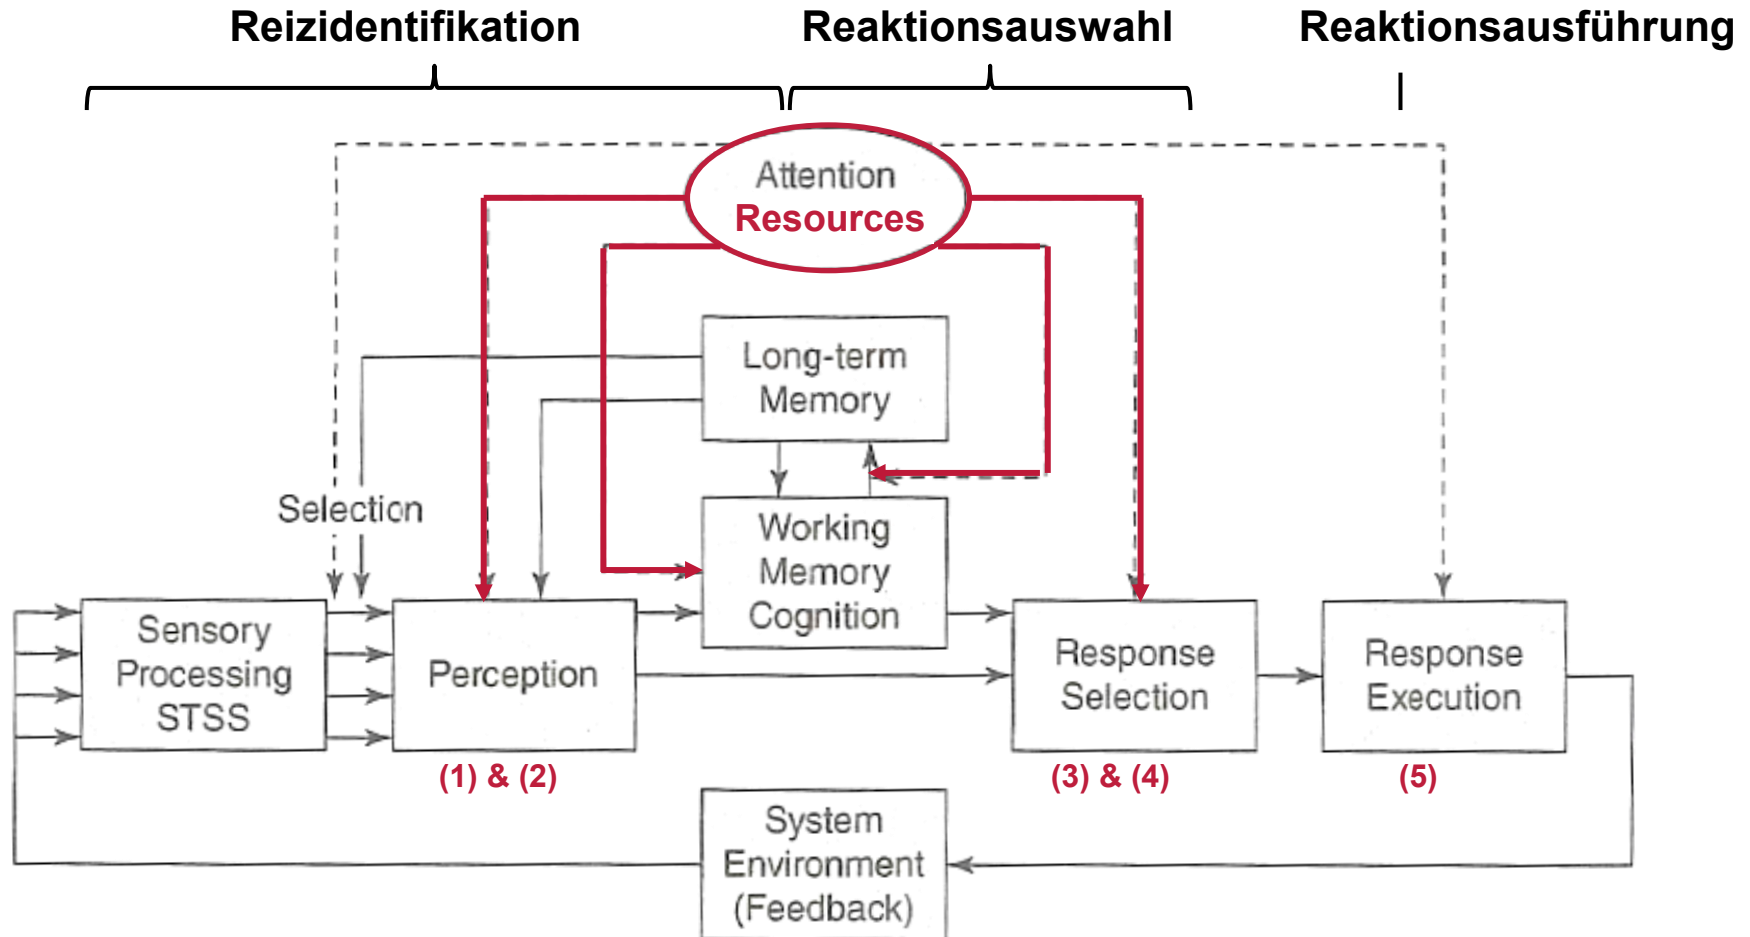 Reizidentifikation
Reaktionsauswahl
Reaktionsausführung
Attention
Resources
Long-term
Memory
Selection
Working
Memory
Cognition
Sensory
Processing
STSS
Perception
Response
Selection
Response
Execution
(1) & (2)
(3) & (4)
(5)
System
Environment
(Feedback)